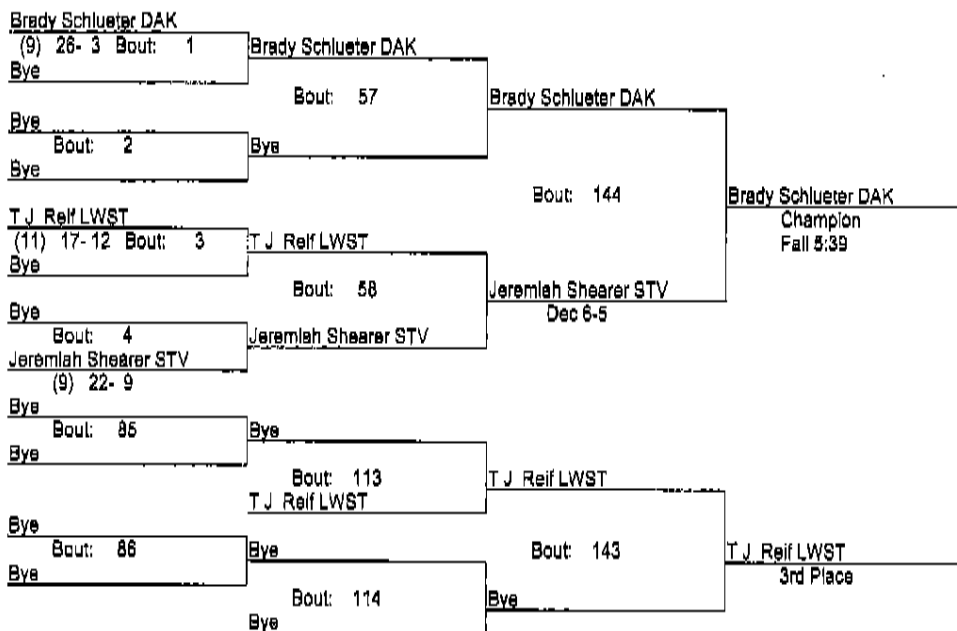 Brady Schlueter DAK
(9) 26- 3 Bout: 1
Brady Schlueter DAK
Bye
Bout: 57
Brady Schlueter DAK
Bye
Bout: 2
Bye
Bye
Bout: 144
Brady Schlueter DAK
Champion
Fall 5:39
T J Reif LWST
(11) 17- 12 Bout: 3
T J Reif LWST
Bye
Bout: 58
Jeremiah Shearer STV
Dec 6-5
Bye
Bout: 4
Jeremiah Shearer STV
Jeremiah Shearer STV
(9) 22- 9
Bye
Bout: 85
Bye
Bye
Bout: 113
T J Reif LWST
T J Reif LWST
Bye
Bout: 86
Bye
Bye
Bout: 143
T J Reif LWST
3rd Place
Bout: 114
Bye
Bye